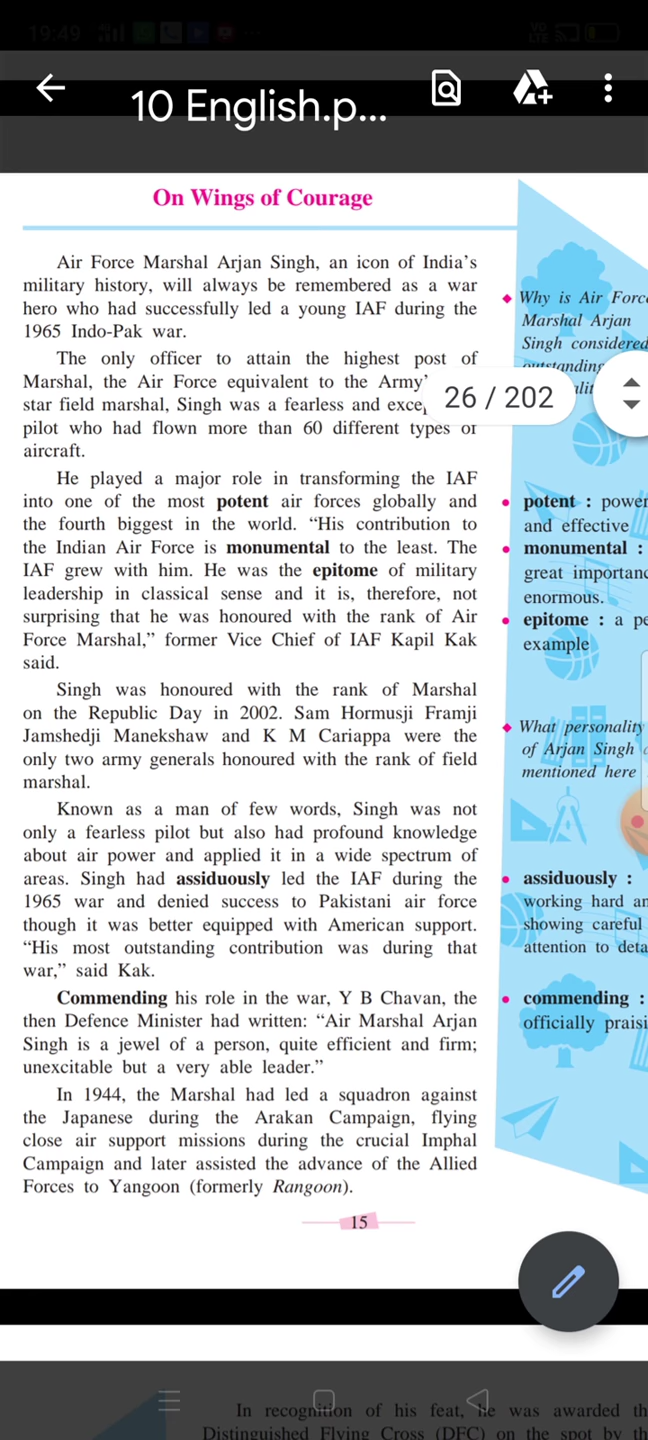 19:49
10 English.p...
On Wings of Courage
Air Force Marshal Arjan Singh, an icon of India's
military history, will always be remembered as a war
hero who had successfully led a young IAF during the
1965 Indo-Pak war.
The only officer to attain the highest post of
Marshal, the Air Force equivalent to the Army'
star field marshal, Singh was a fearless and
pilot who had flown more than 60 different types of
aircraft.
He played a major role in transforming the IAF
into one of the most potent air forces globally and
the fourth biggest in the world. “His contribution to
the Indian Air Force is monumental to the least. The
IAF grew with him. He was the epitome of military
leadership in classical sense and it is, therefore, not
surprising that he was honoured with the rank of Air
Force Marshal,” former Vice Chief of IAF Kapil Kak
said.
Singh was honoured with the rank of Marshal
on the Republic Day in 2002. Sam Hormusji Framji
Jamshedji Manekshaw and K M Cariappa were the
only two army generals honoured with the rank of field
marshal.
Known as a man of few words, Singh was not
only a fearless pilot but also had profound knowledge
about air power and applied it in a wide spectrum of
areas. Singh had assiduously led the IAF during the
1965 war and denied success to Pakistani air force
though it was better equipped with American support.
“His most outstanding contribution was during that
war,” said Kak.
Commending his role in the war, Y B Chavan, the
then Defence Minister had written: “Air Marshal Arjan
Singh is a jewel of a person, quite efficient and firm;
unexcitable but a very able leader.”
In 1944, the Marshal had led a squadron against
the Japanese during the Arakan Campaign, flying
close air support missions during the crucial Imphal
Campaign and later assisted the advance of the Allied
Forces to Yangoon (formerly Rangoon).
15
Why is Air Forc
Marshal Arjan
Singh considered
outstanding
26 / 202
potent : power
and effective
monumental :
great importanc
enormous.
epitome : a pe
example
What personality
of Arjan Singh
mentioned here
assiduously :
working hard an
showing careful
attention to deta
commending :
officially praisi
In recognition of his feat, he was awarded th
Distinguished Flying Cross (DFC) on the spot by th